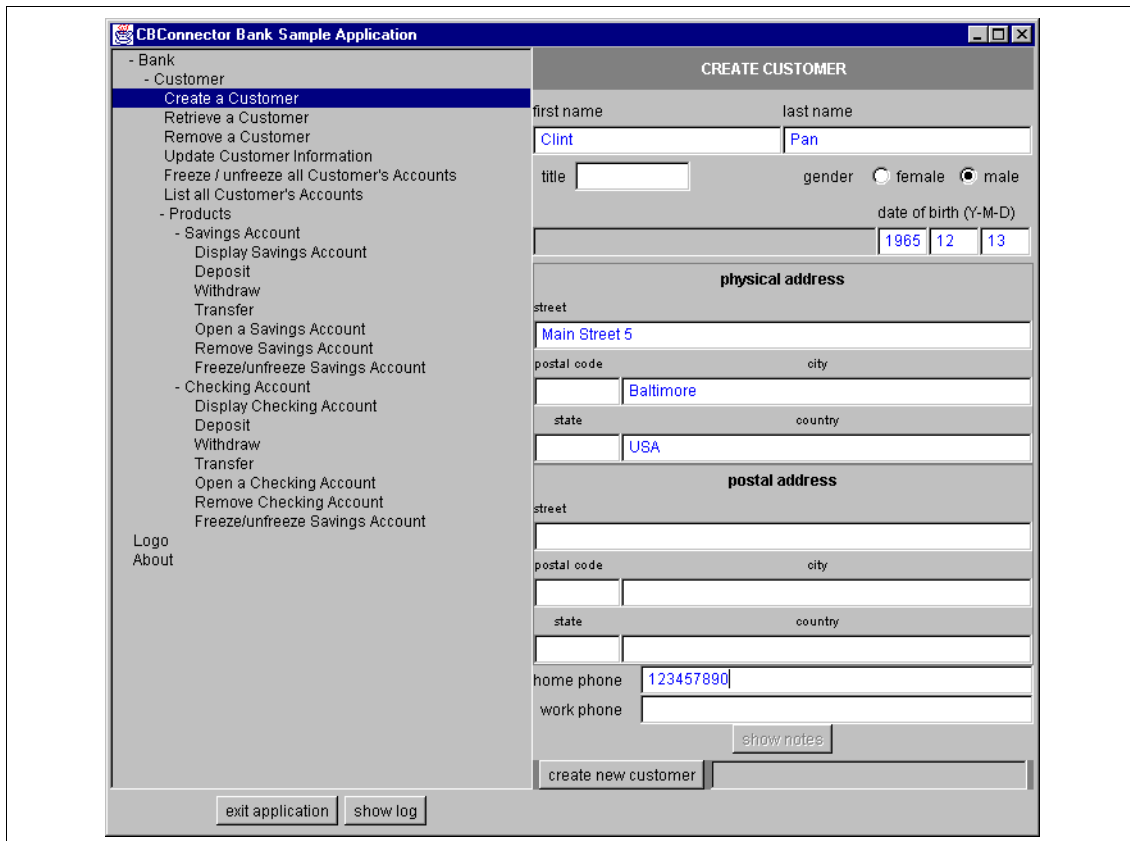 CBConnector Bank Sample Application
- Bank
- Customer
Create a Customer
Retrieve a Customer
Remove a Customer
Update Customer Information
Freeze / unfreeze all Customer's Accounts
List all Customer's Accounts
- Products
- Savings Account
Display Savings Account
Deposit
Withdraw
Transfer
Open a Savings Account
Remove Savings Account
Freeze/unfreeze Savings Account
- Checking Account
Display Checking Account
Deposit
Withdraw
Transfer
Open a Checking Account
Remove Checking Account
Freeze/unfreeze Savings Account
Logo
About
CREATE CUSTOMER
first name last name
Clint Pan
title gender female male
date of birth (Y-M-D)
1965 12 13
physical address
street
Main Street 5
postal code city
Baltimore
state country
USA
postal address
street
postal code city
state country
home phone 123457890
work phone
show notes
create new customer
exit application show log